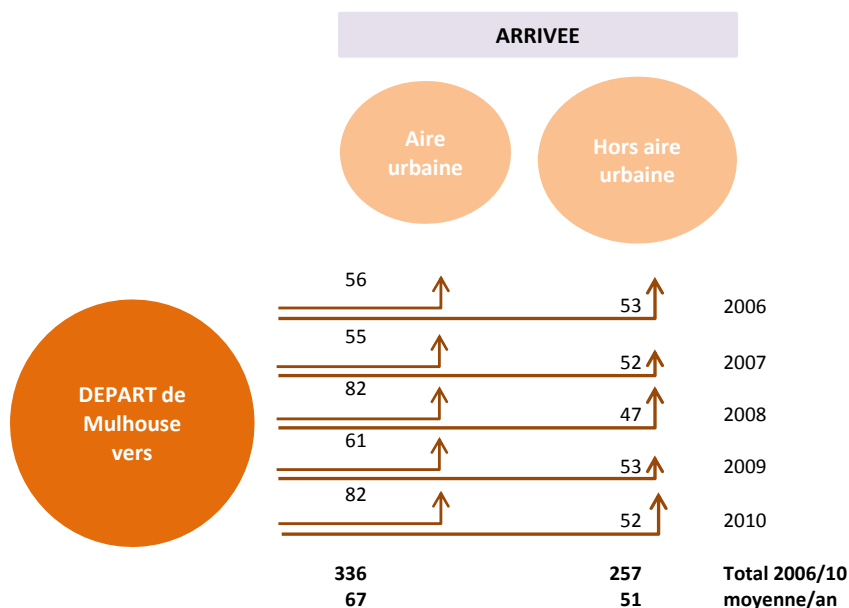 ARRIVEE
Aire
urbaine
Hors aire
urbaine
DEPART de
Mulhouse
vers
56
53 2006
55
52 2007
82
47 2008
61
53 2009
82
52 2010
336 257 Total 2006/10
67 51 moyenne/an